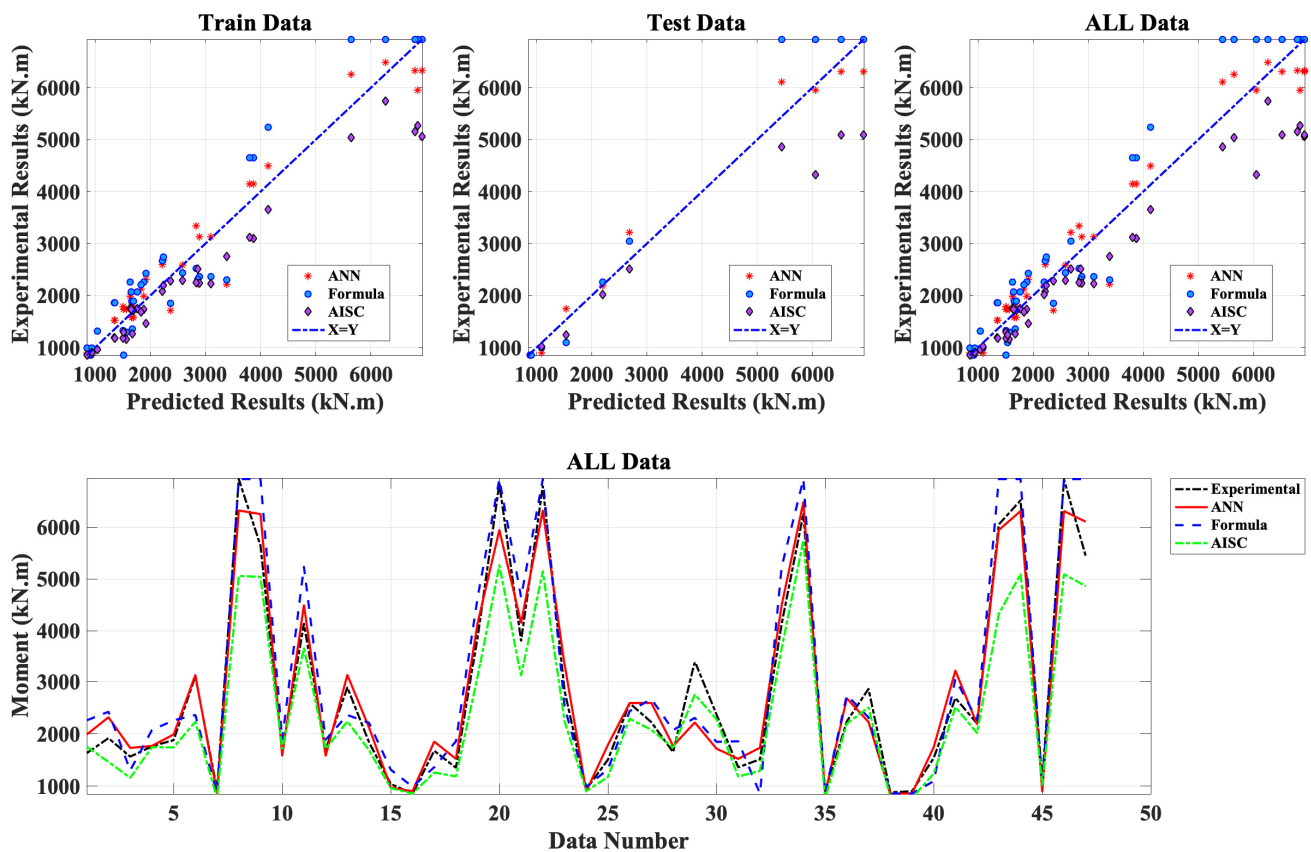 Train Data
Experimental Results (kN.m)
6000
5000
4000
3000
2000
1000
ANN
Formula
AISC
X=Y
1000 2000 3000 4000 5000 6000
Predicted Results (kN.m)
Test Data
Experimental Results (kN.m)
6000
5000
4000
3000
2000
1000
ANN
Formula
AISC
X=Y
1000 2000 3000 4000 5000 6000
Predicted Results (kN.m)
ALL Data
Experimental Results (kN.m)
6000
5000
4000
3000
2000
1000
ANN
Formula
AISC
X=Y
1000 2000 3000 4000 5000 6000
Predicted Results (kN.m)
ALL Data
Moment (kN.m)
6000
5000
4000
3000
2000
1000
5 10 15 20 25 30 35 40 45 50
Data Number
Experimental
ANN
Formula
AISC